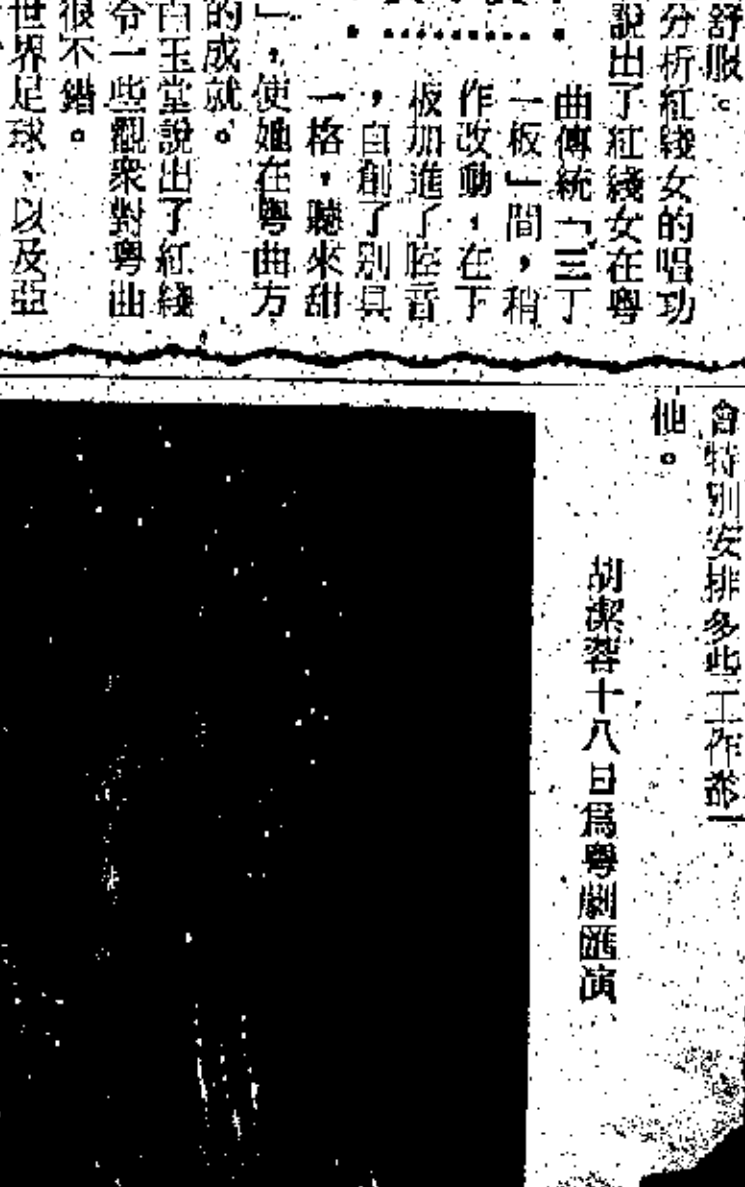 舒服。
分析紅綫女的唱功
說出了紅綫女在粵
曲傳統「三丁
一板」間，稍
作改動，在下
板加進了腔音
，自創了別具
一格，聽來甜
」，使她在粵曲方
的成就。
白玉堂說出了紅綫
令一些觀衆對粵曲
很不錯。
世界足球、以及亞
會特別安排多些工作
他。
胡潔蓉十八日爲粵劇匯演